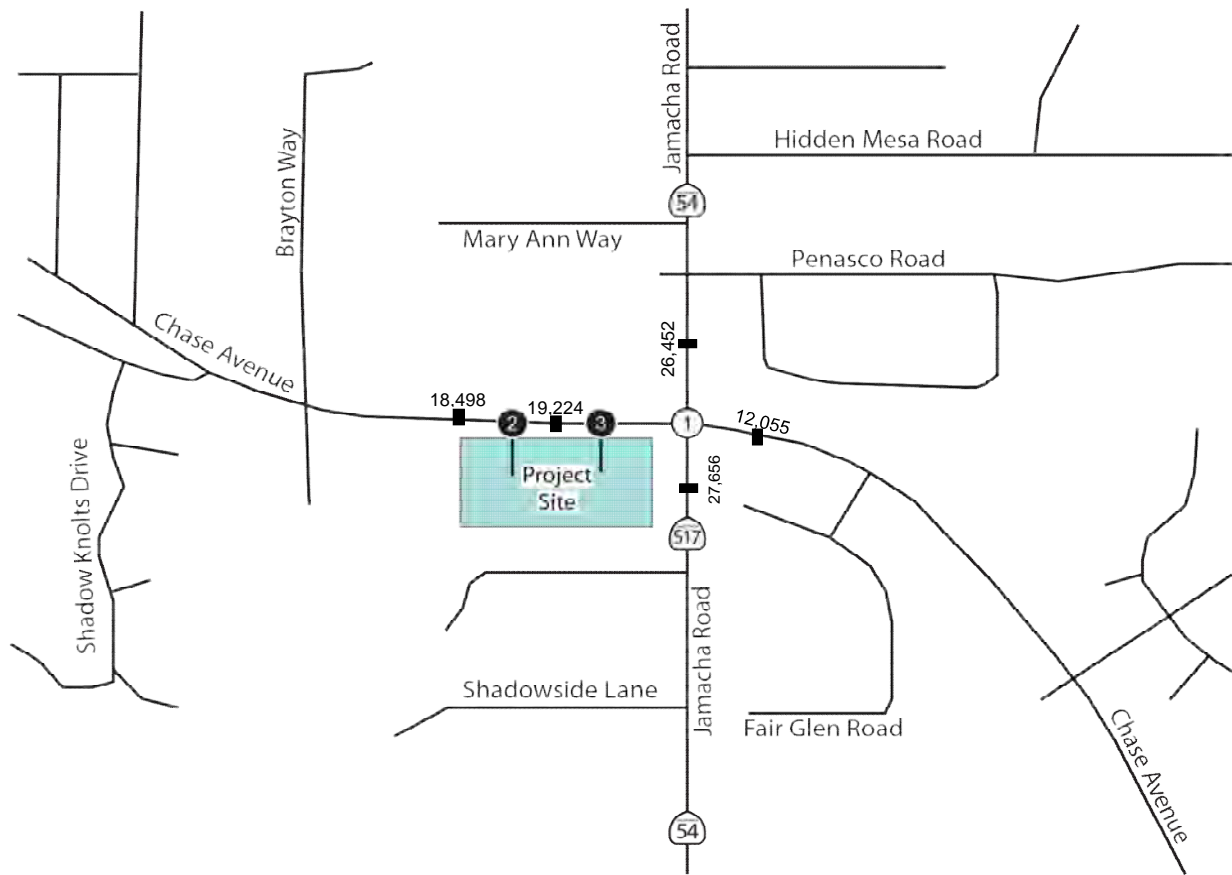 Jamacha Road
Hidden Mesa Road
54
Brayton Way
Mary Ann Way
Penasco Road
Chase Avenue
26,452
18,498
19,224
12,055
2
3
1
Project
Site
27,656
Shadow Knolts Drive
517
Jamacha Road
Shadowside Lane
Fair Glen Road
Chase Avenue
54